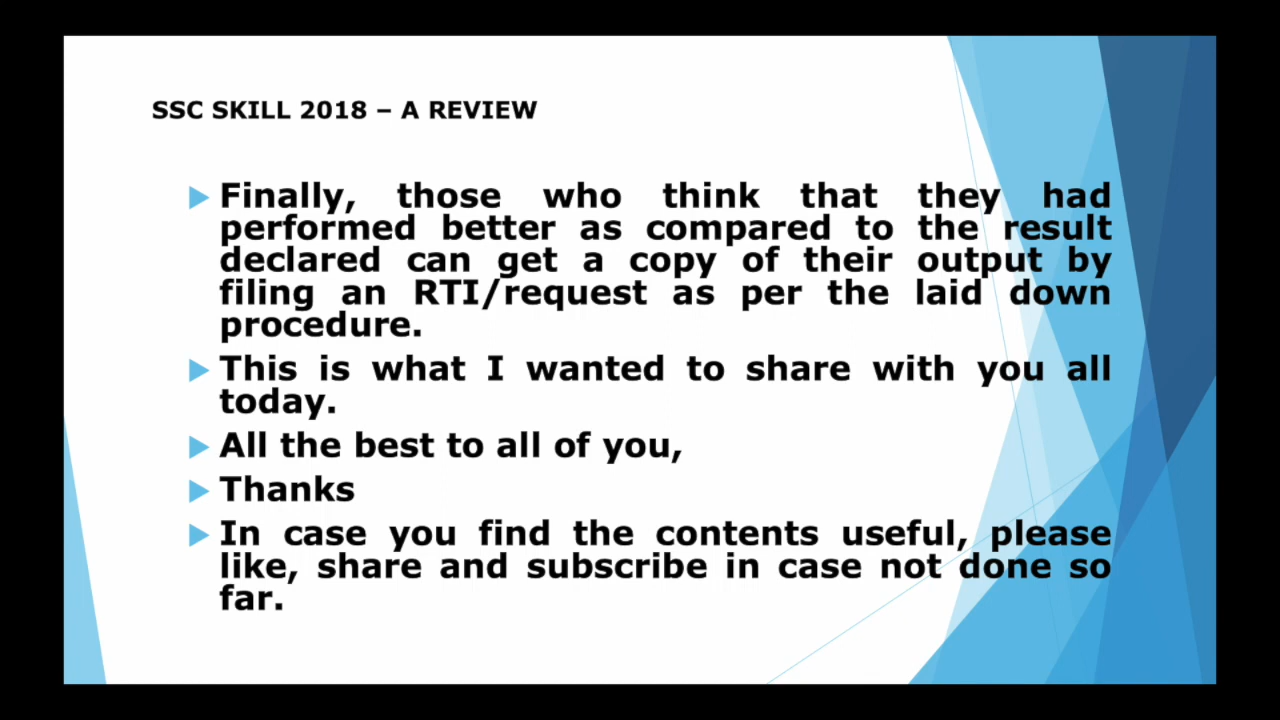 SSC SKILL 2018 – A REVIEW
Finally, those who think that they had
performed better as compared to the result
declared can get a copy of their output by
filing an RTI/request as per the laid down
procedure.
This is what I wanted to share with you all
today.
All the best to all of you,
Thanks
In case you find the contents useful, please
like, share and subscribe in case not done so
far.